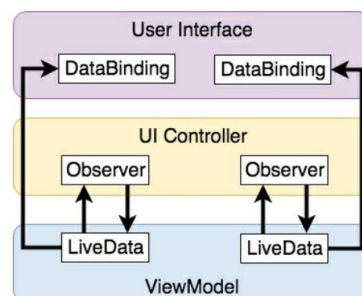 User Interface
DataBinding DataBinding
UI Controller
Observer Observer
LiveData LiveData
ViewModel